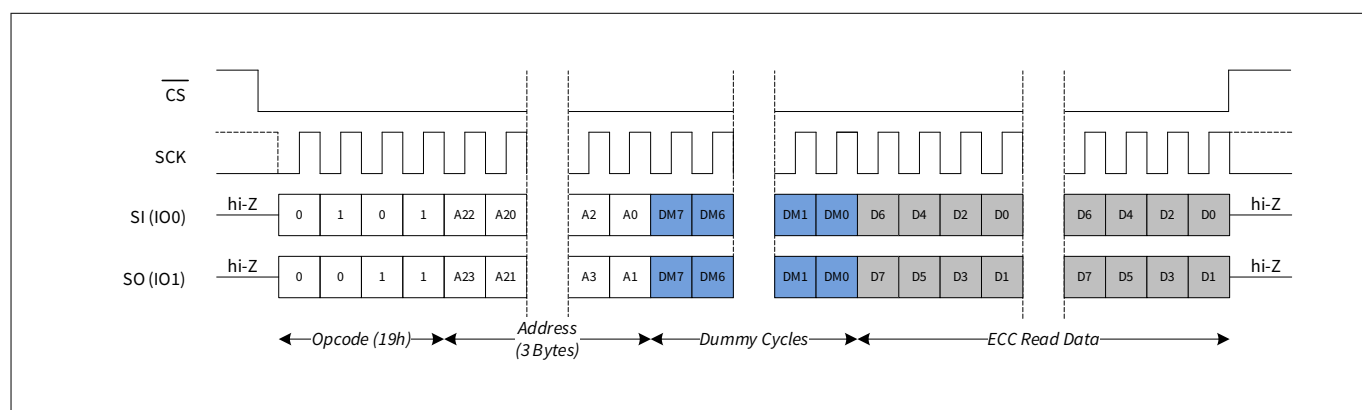 CS
SCK
hi-Z hi-Z
SI (IO0) 0 1 0 1 A22 A20 A2 A0 DM7 DM6 DM1 DM0 D6 D4 D2 D0 D6 D4 D2 D0
hi-Z hi-Z
SO (IO1) 0 0 1 1 A23 A21 A3 A1 DM7 DM6 DM1 DM0 D7 D5 D3 D1 D7 D5 D3 D1
Opcode (19h) Address Dummy Cycles ECC Read Data
(3 Bytes)